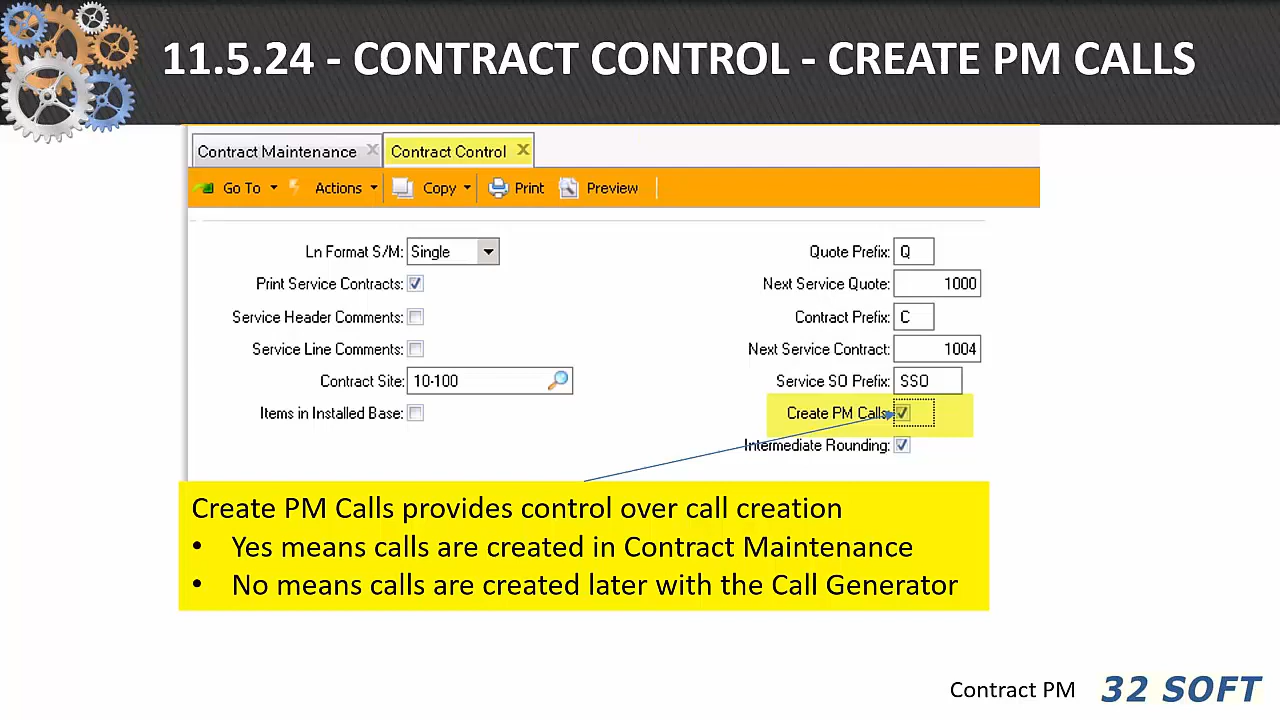 11.5.24 - CONTRACT CONTROL - CREATE PM CALLS
Contract Maintenance Contract Control
Go To Actions Copy Print Preview
Ln Format S/M: Single Quote Prefix: Q
Print Service Contracts: Next Service Quote: 1000
Service Header Comments: Contract Prefix: C
Service Line Comments: Next Service Contract: 1004
Contract Site: 10-100 Service SO Prefix: SSO
Items in Installed Base: Create PM Calls:
Intermediate Rounding:
Create PM Calls provides control over call creation
• Yes means calls are created in Contract Maintenance
• No means calls are created later with the Call Generator
Contract PM 32 SOFT